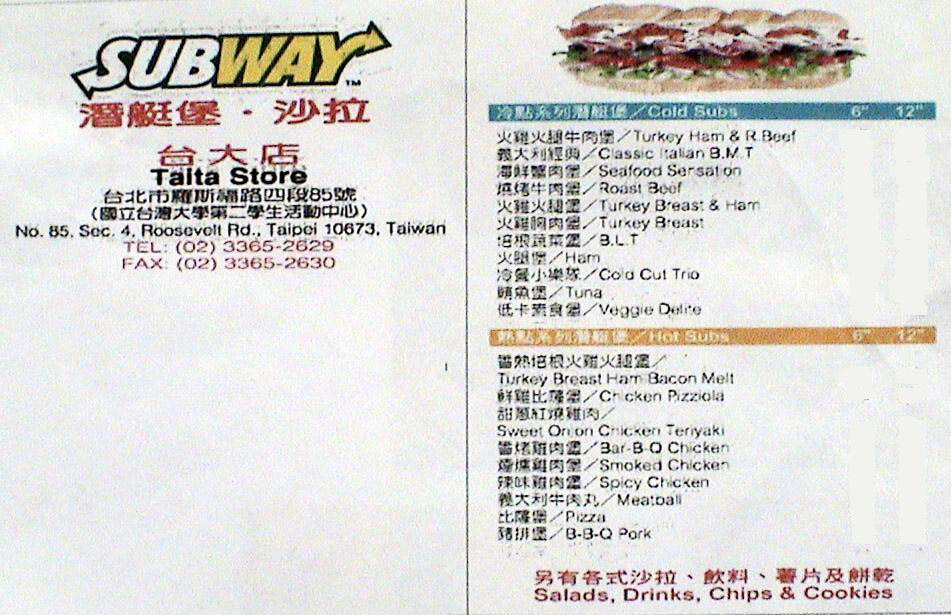 SUBWAY™
潛艇堡・沙拉
台大店
Taita Store
台北市羅斯福路四段85號
(國立台灣大學第二學生活動中心)
No. 85, Sec. 4, Roosevelt Rd., Taipei 10673, Taiwan
TEL: (02) 3365-2629
FAX: (02) 3365-2630
冷點系列潛艇堡／Cold Subs 6" 12"
火雞火腿牛肉堡／Turkey Ham & R.Beef
義大利經典／Classic Italian B.M.T
海鮮蟹肉堡／Seafood Sensation
燒烤牛肉堡／Roast Beef
火雞火腿堡／Turkey Breast & Ham
火雞胸肉堡／Turkey Breast
培根蔬菜堡／B.L.T
火腿堡／Ham
冷餐小樂隊／Cold Cut Trio
鮪魚堡／Tuna
低卡素食堡／Veggie Delite
熱點系列潛艇堡／Hot Subs 6" 12"
香熱培根火雞火腿堡／
Turkey Breast Ham Bacon Melt
鮮雞比薩堡／Chicken Pizziola
甜蔥紅燒雞肉／
Sweet Onion Chicken Teriyaki
香烤雞肉堡／Bar-B-Q Chicken
煙燻雞肉堡／Smoked Chicken
辣味雞肉堡／Spicy Chicken
義大利牛肉丸／Meatball
比薩堡／Pizza
豬排堡／B-B-Q Pork
另有各式沙拉、飲料、薯片及餅乾
Salads, Drinks, Chips & Cookies